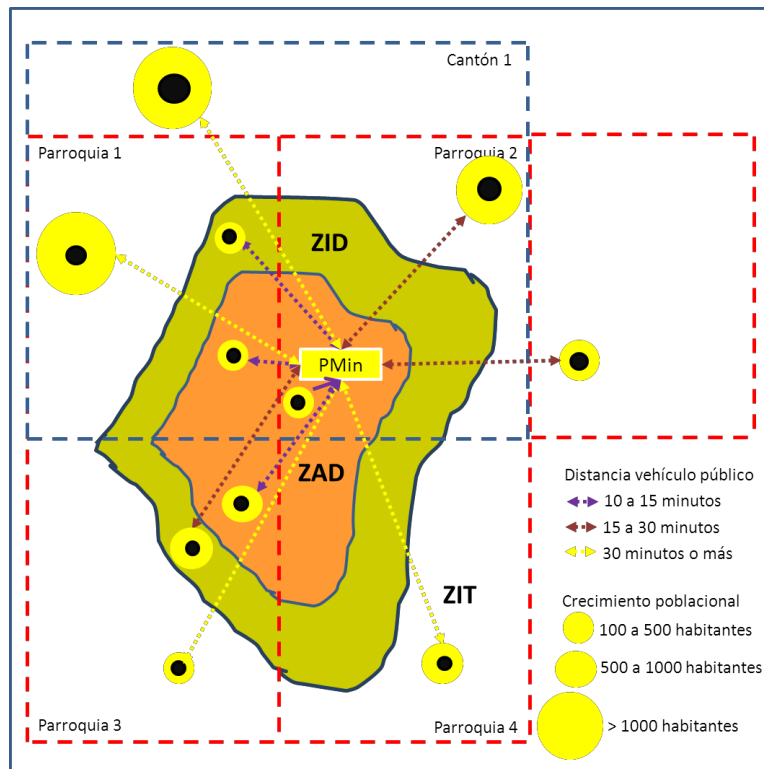 Cantón 1
Parroquia 1
Parroquia 2
ZID
PMin
ZAD
Distancia vehículo público
10 a 15 minutos
15 a 30 minutos
30 minutos o más
ZIT
Crecimiento poblacional
100 a 500 habitantes
500 a 1000 habitantes
> 1000 habitantes
Parroquia 3
Parroquia 4